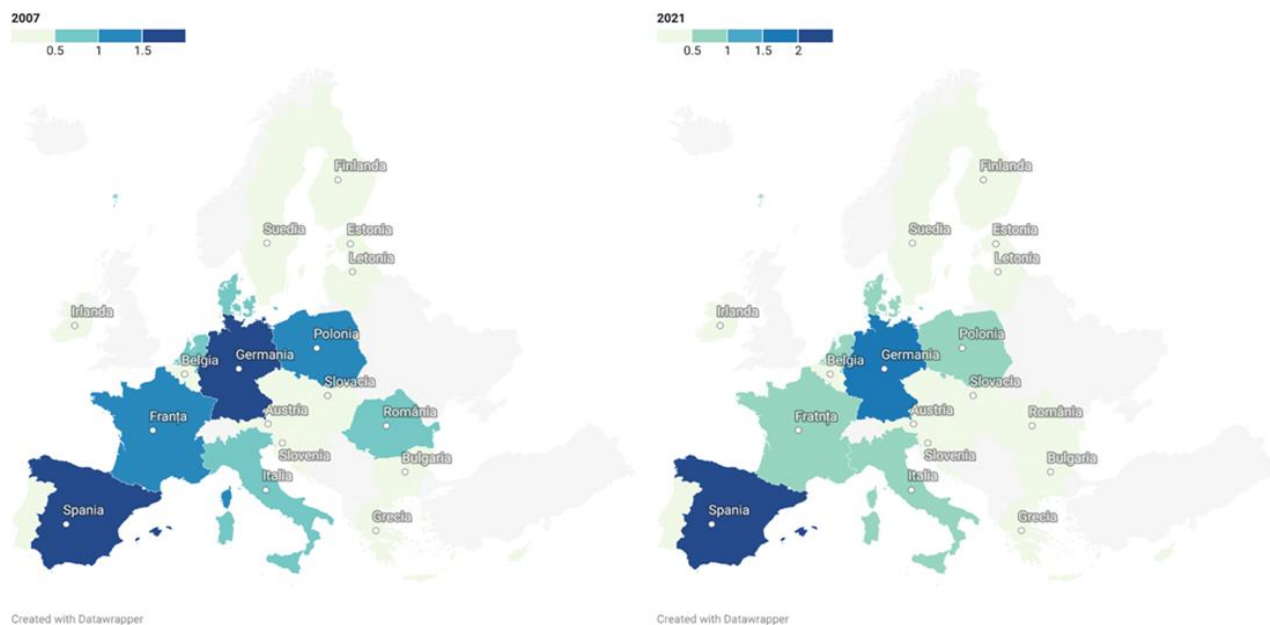 2007
0.5 1 1.5
Finlanda
Suedia
Estonia
Letonia
Irlanda
Polonia
Belgia
Germania
Slovacia
Franța
Austria
România
Slovenia
Bulgaria
Italia
Spania
Grecia
Created with Datawrapper
2021
0.5 1 1.5 2
Finlanda
Suedia
Estonia
Letonia
Irlanda
Polonia
Belgia
Germania
Slovacia
Fratnța
Austria
România
Slovenia
Bulgaria
Italia
Spania
Grecia
Created with Datawrapper